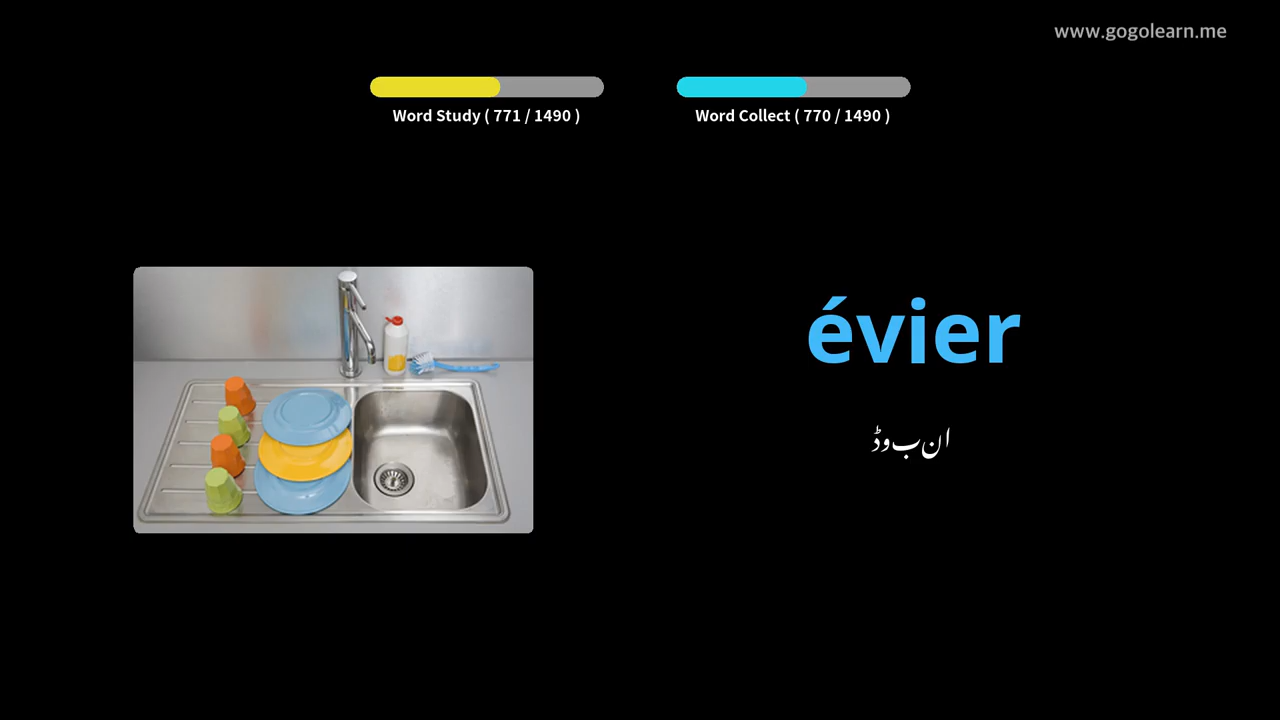 www.gogolearn.me
Word Study ( 771 / 1490 )
Word Collect ( 770 / 1490 )
évier
ان ب وڈ